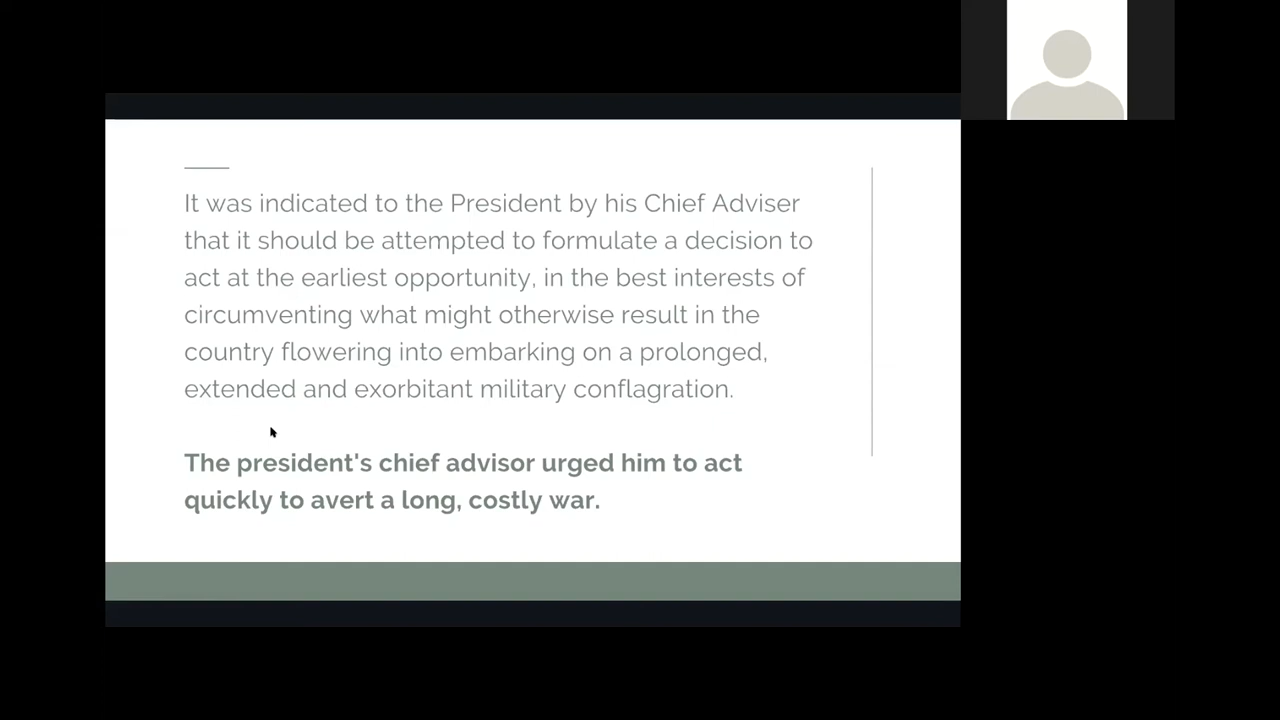 It was indicated to the President by his Chief Adviser
that it should be attempted to formulate a decision to
act at the earliest opportunity, in the best interests of
circumventing what might otherwise result in the
country flowering into embarking on a prolonged,
extended and exorbitant military conflagration.
The president's chief advisor urged him to act
quickly to avert a long, costly war.